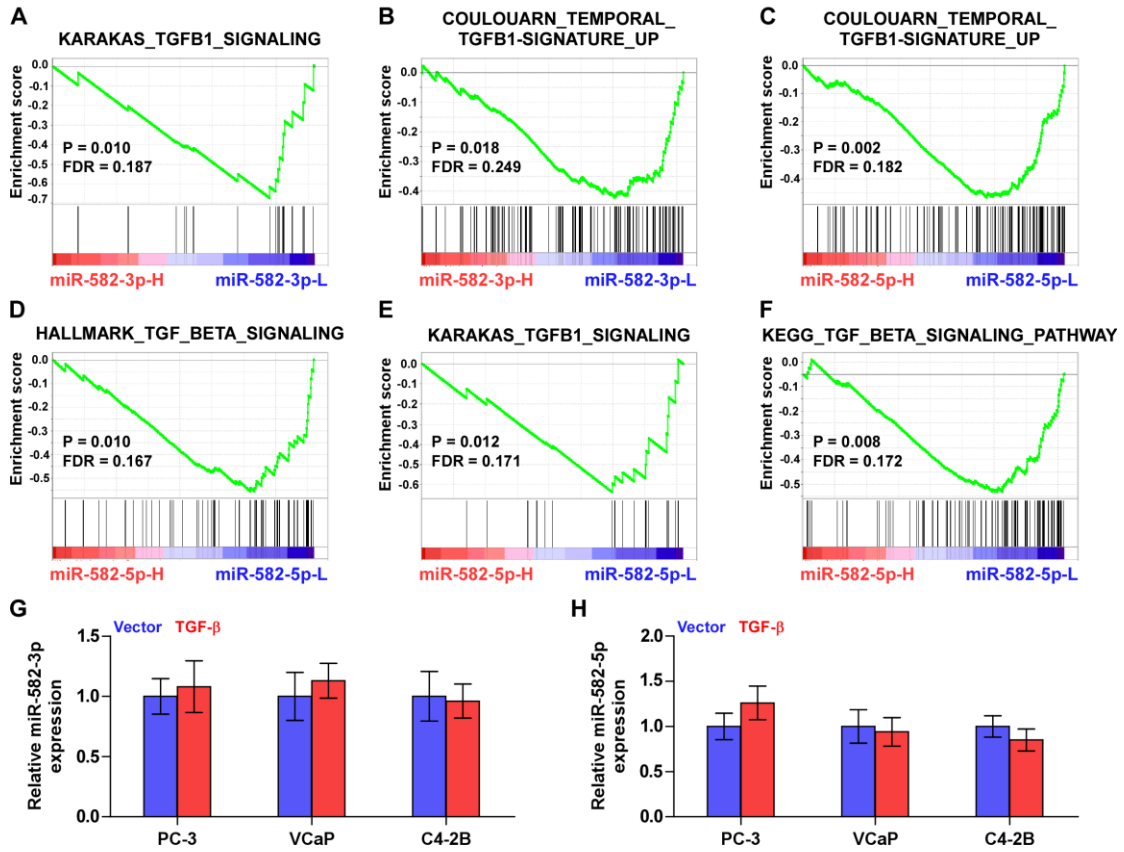 A
KARAKAS_TGFB1_SIGNALING
Enrichment score
0.0
-0.1
-0.2
-0.3
-0.4
-0.5
-0.6
-0.7
P = 0.010
FDR = 0.187
miR-582-3p-H miR-582-3p-L
B
COULOUARN_TEMPORAL_
TGFB1-SIGNATURE_UP
Enrichment score
0.0
-0.1
-0.2
-0.3
-0.4
P = 0.018
FDR = 0.249
miR-582-3p-H miR-582-3p-L
C
COULOUARN_TEMPORAL_
TGFB1-SIGNATURE_UP
Enrichment score
0.0
-0.1
-0.2
-0.3
-0.4
P = 0.002
FDR = 0.182
miR-582-5p-H miR-582-5p-L
D
HALLMARK_TGF_BETA_SIGNALING
Enrichment score
0.0
-0.1
-0.2
-0.3
-0.4
-0.5
P = 0.010
FDR = 0.167
miR-582-5p-H miR-582-5p-L
E
KARAKAS_TGFB1_SIGNALING
Enrichment score
0.0
-0.1
-0.2
-0.3
-0.4
-0.5
-0.6
P = 0.012
FDR = 0.171
miR-582-5p-H miR-582-5p-L
F
KEGG_TGF_BETA_SIGNALING_PATHWAY
Enrichment score
0.0
-0.1
-0.2
-0.3
-0.4
-0.5
P = 0.008
FDR = 0.172
miR-582-5p-H miR-582-5p-L
G
Vector TGF-β
Relative miR-582-3p
expression
1.5
1.0
0.5
0.0
PC-3 VCaP C4-2B
H
Vector TGF-β
Relative miR-582-5p
expression
2.0
1.5
1.0
0.5
0.0
PC-3 VCaP C4-2B